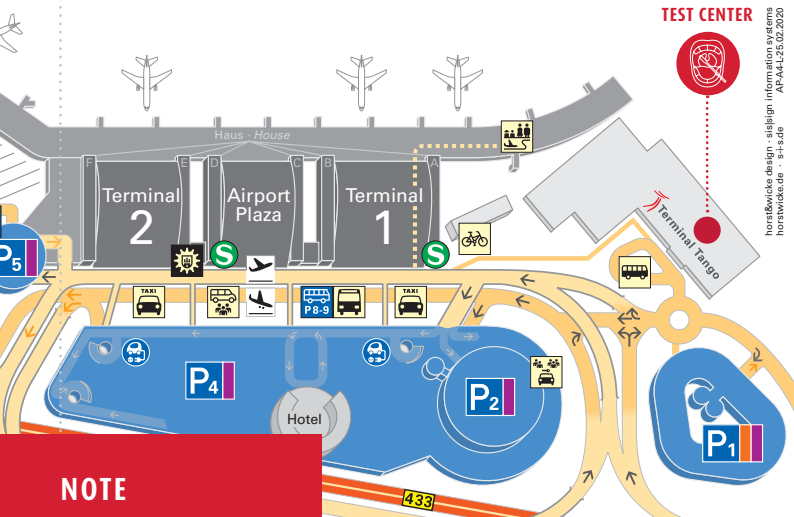 TEST CENTER
horst&wicke design · sis|sign information systems
AP-A4-L-25.02.2020
horstwicke.de · s-i-s.de
Haus · House
F
E
D
C
B
A
Terminal
2
Airport
Plaza
Terminal
1
Terminal Tango
S
S
P5
TAXI
P 8-9
TAXI
P4
P2
P1
Hotel
433
NOTE